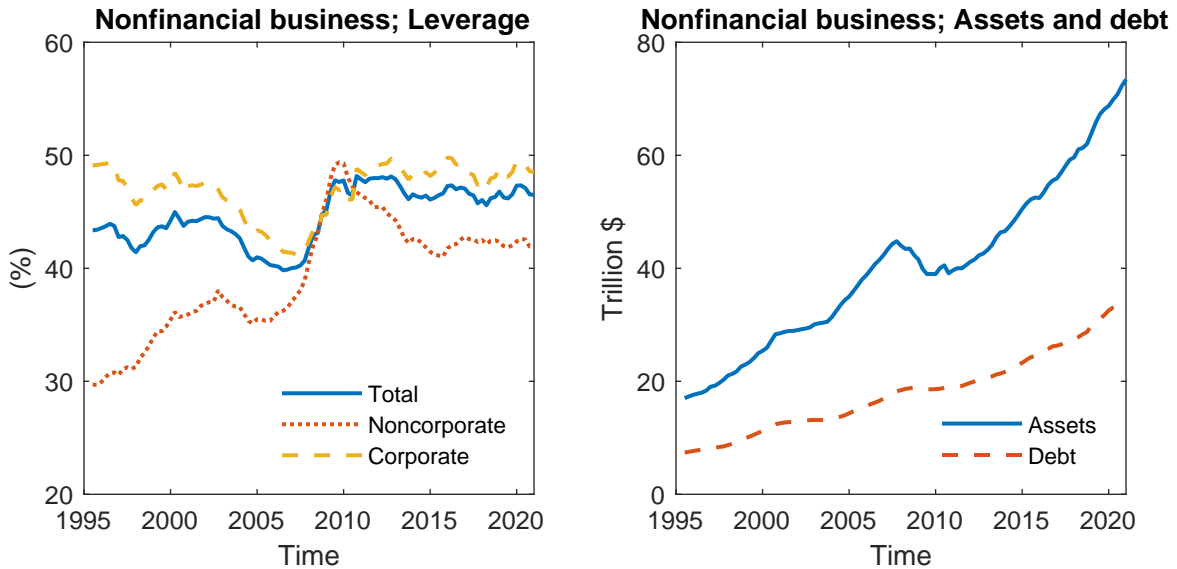 Nonfinancial business; Leverage
60
50
40
30
20
(%)
Total
Noncorporate
Corporate
1995 2000 2005 2010 2015 2020
Time
Nonfinancial business; Assets and debt
80
60
40
20
0
Trillion $
Assets
Debt
1995 2000 2005 2010 2015 2020
Time